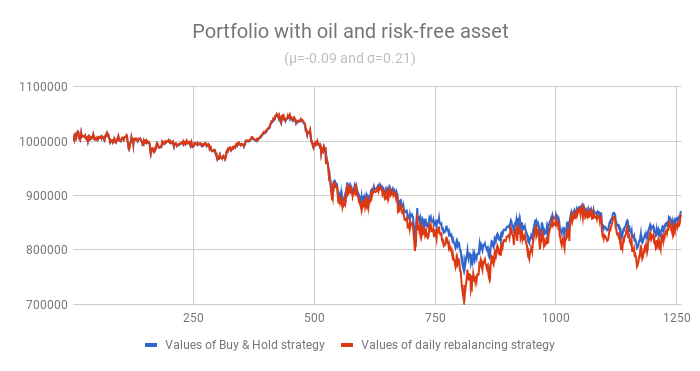 Portfolio with oil and risk-free asset
(μ=-0.09 and σ=0.21)
1100000
1000000
900000
800000
700000
250 500 750 1000 1250
Values of Buy & Hold strategy Values of daily rebalancing strategy